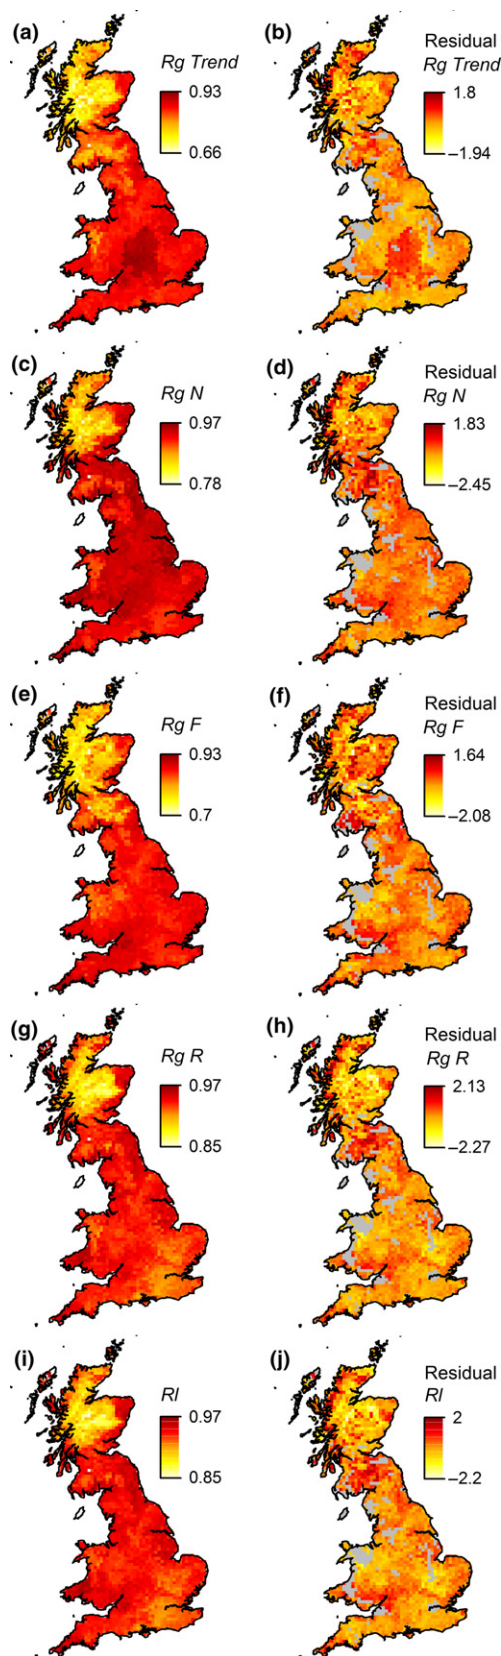 (a)
Rg Trend
0.93
0.66
(b)
Residual
Rg Trend
1.8
−1.94
(c)
Rg N
0.97
0.78
(d)
Residual
Rg N
1.83
−2.45
(e)
Rg F
0.93
0.7
(f)
Residual
Rg F
1.64
−2.08
(g)
Rg R
0.97
0.85
(h)
Residual
Rg R
2.13
−2.27
(i)
RI
0.97
0.85
(j)
Residual
RI
2
−2.2